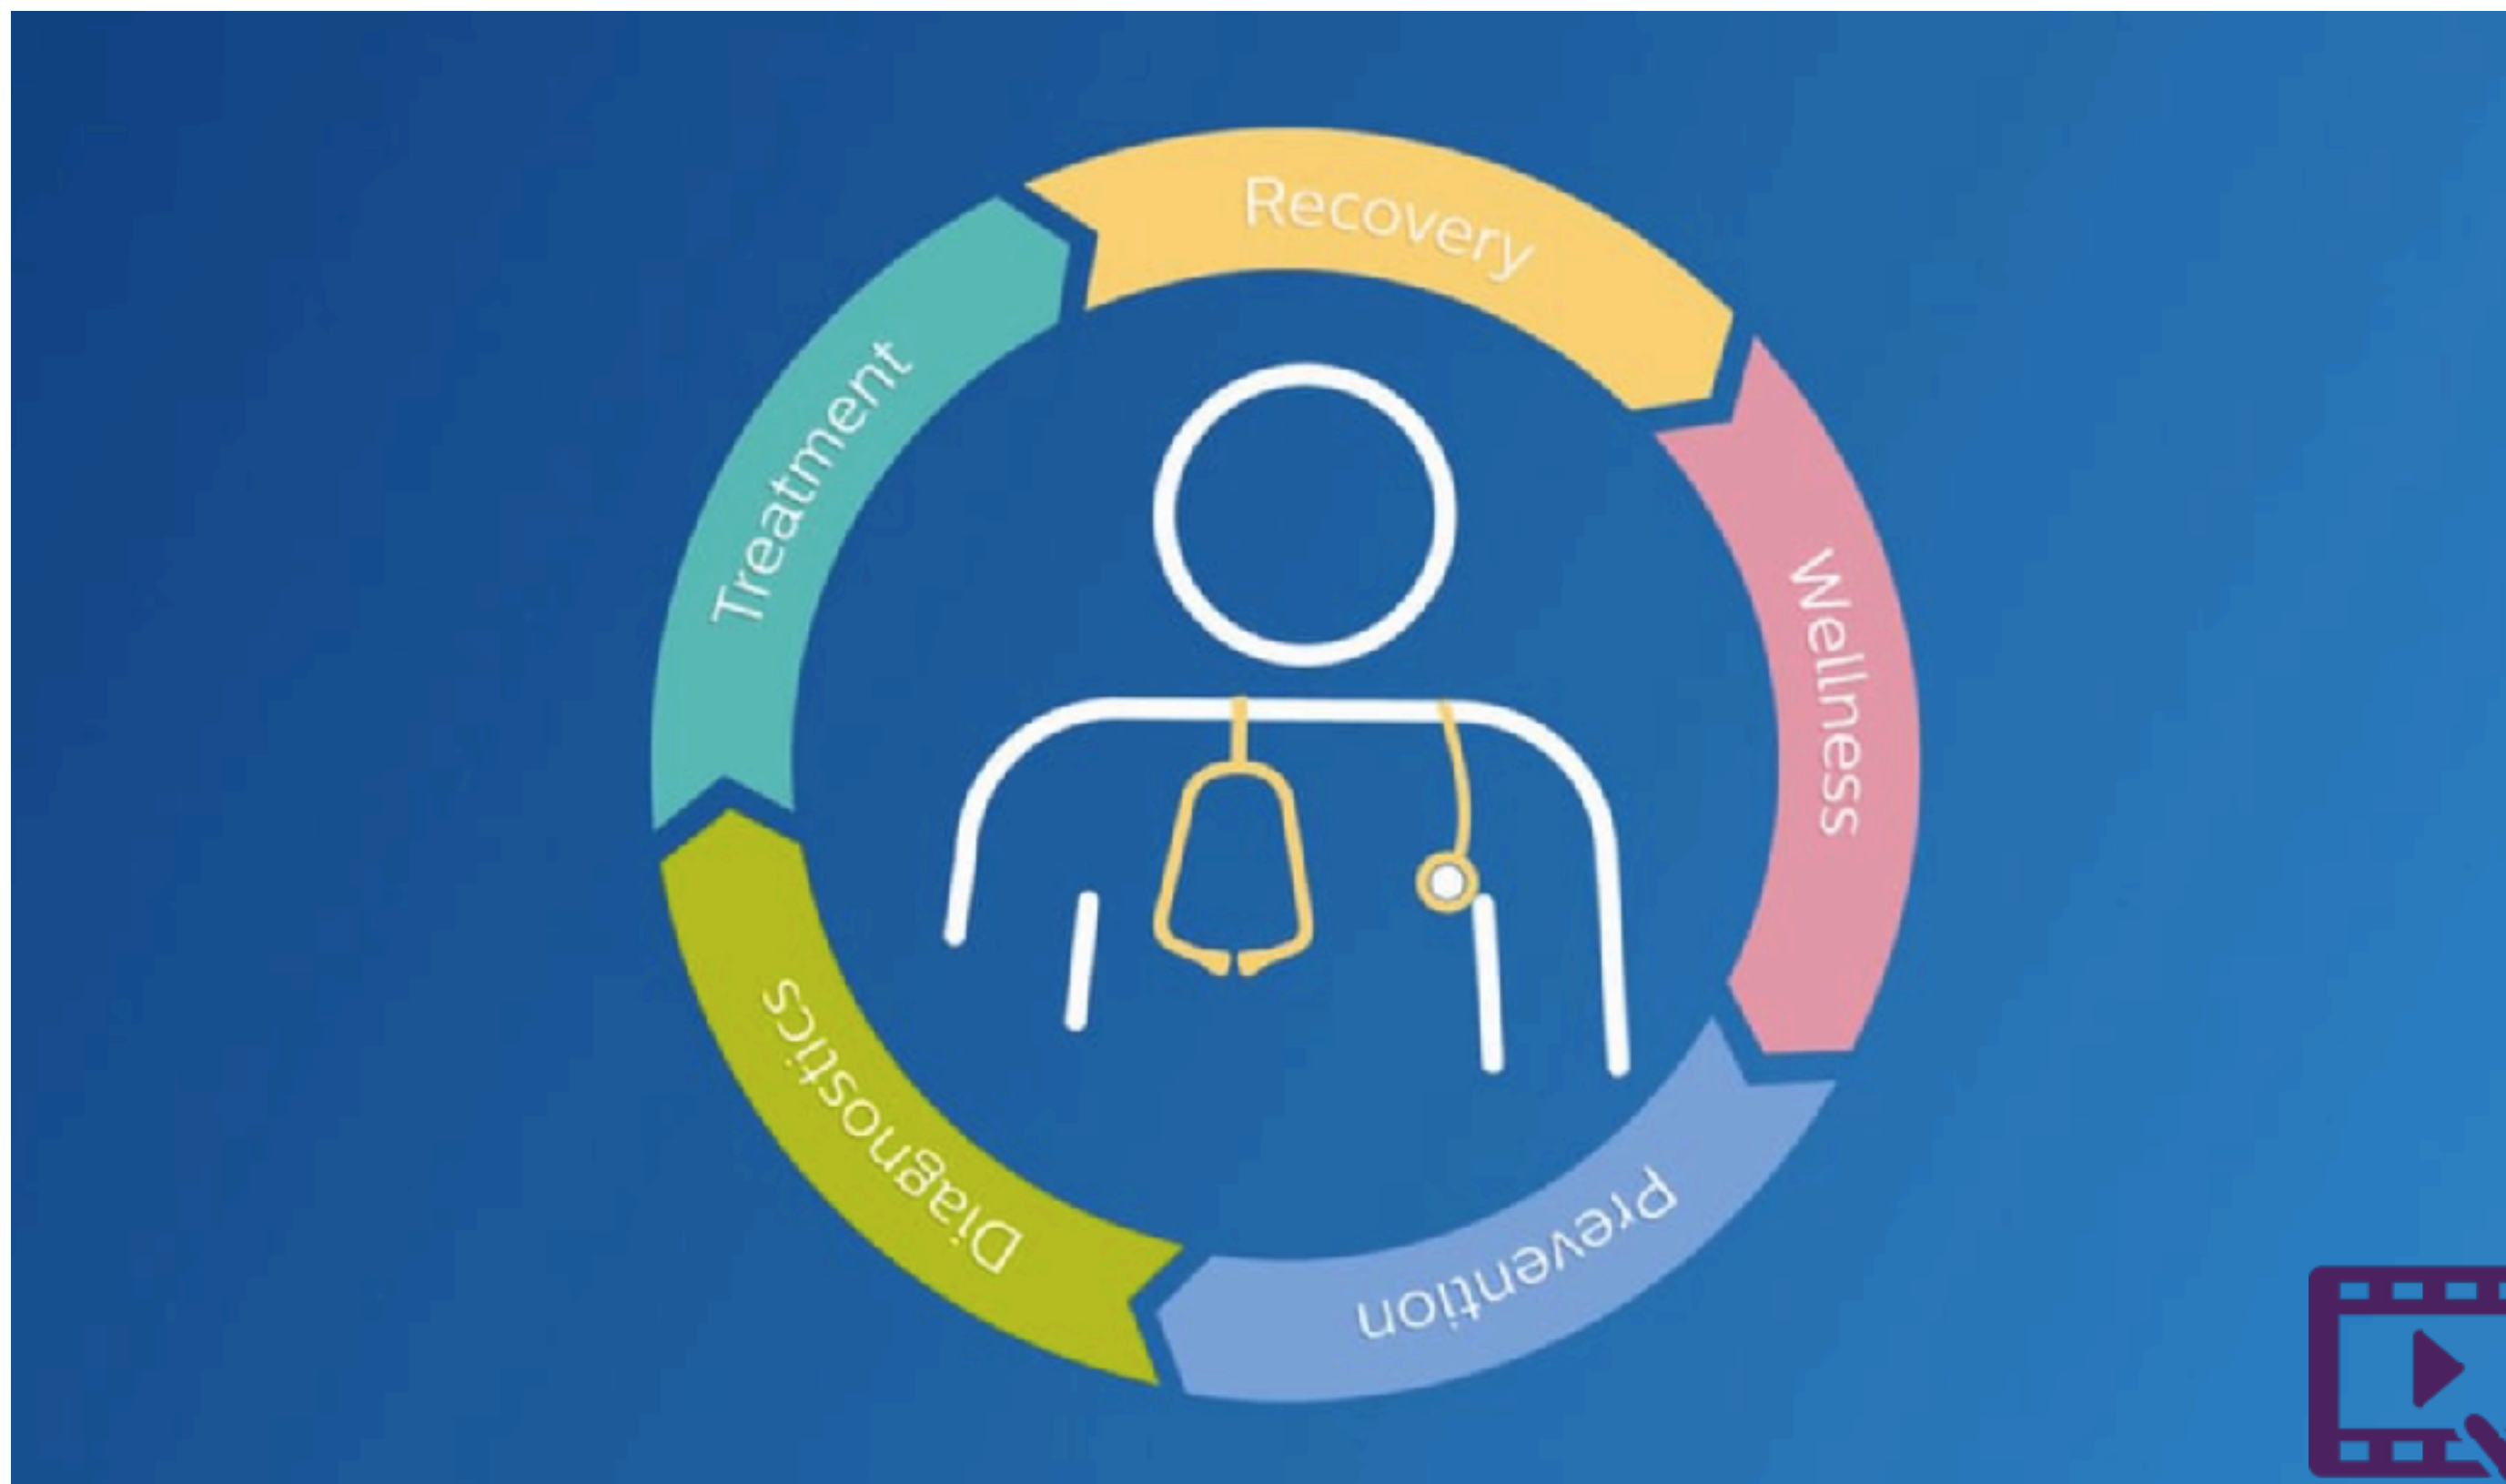 Recovery
Wellness
Prevention
Diagnostics
Treatment